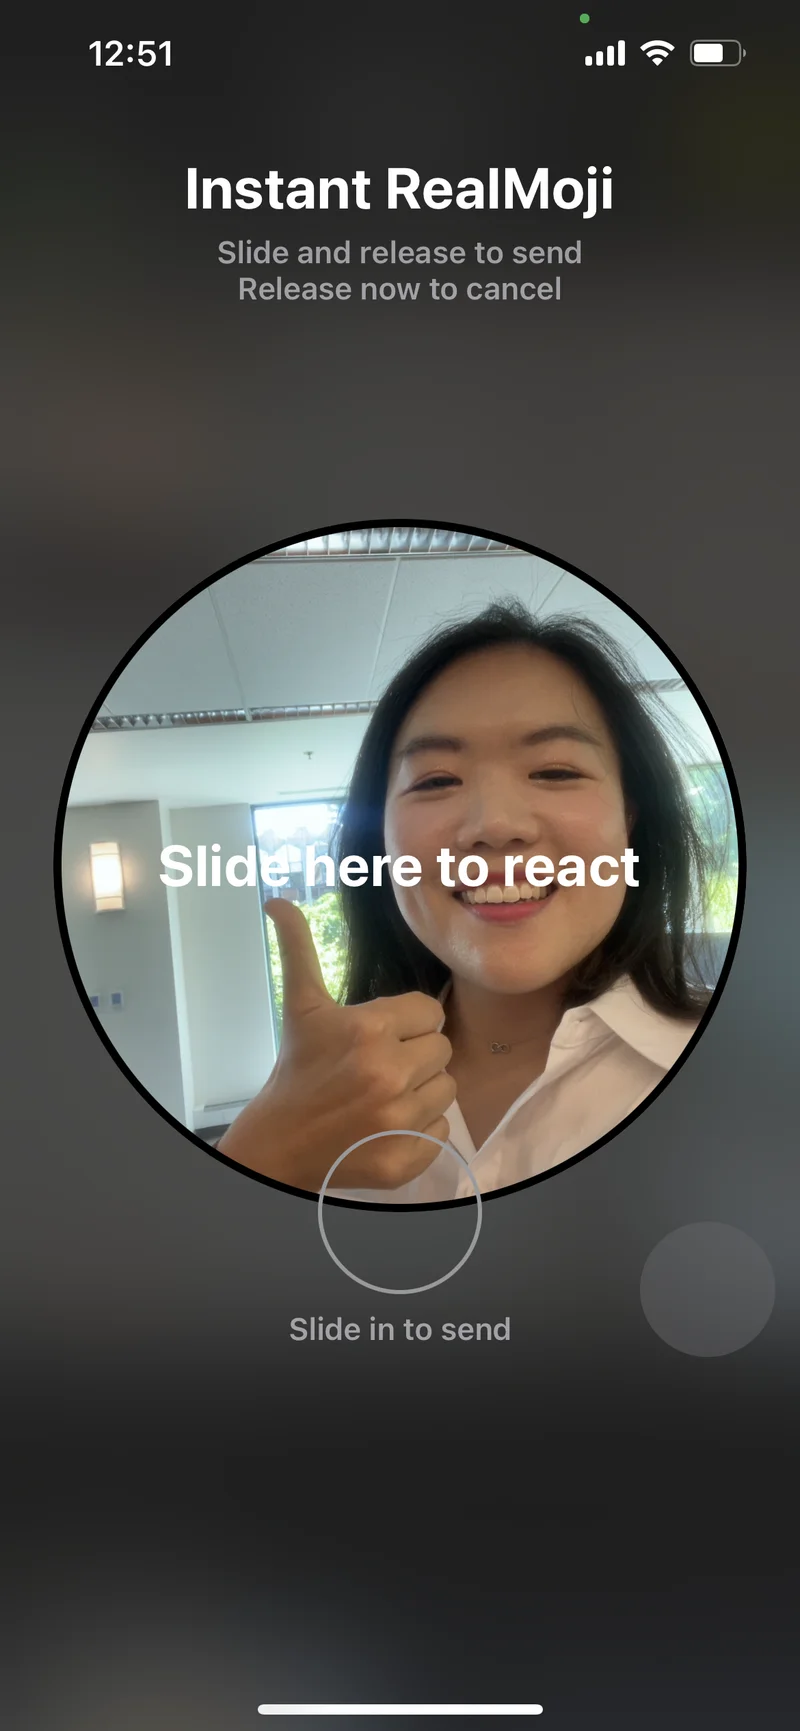 12:51
Instant RealMoji
Slide and release to send
Release now to cancel
Slide here to react
Slide in to send